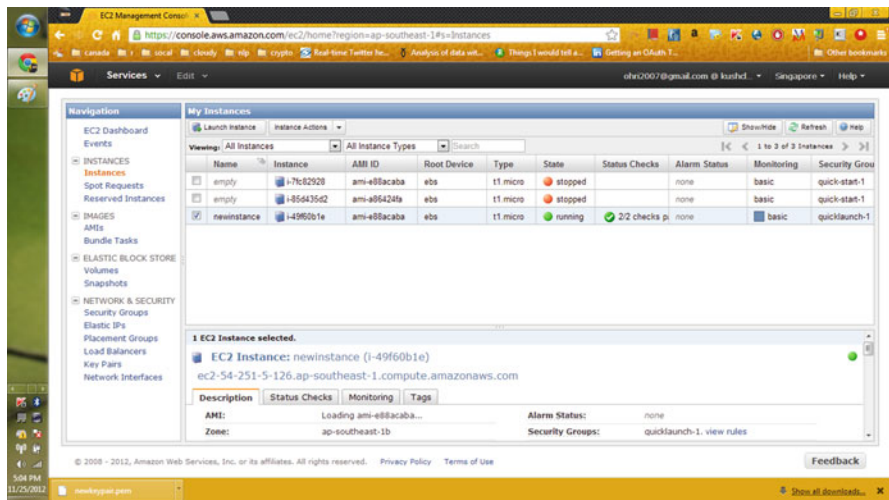 EC2 Management Consol
https://console.aws.amazon.com/ec2/home?region=ap-southeast-1#s=Instances
canada
social
cloudy
nlp
crypto
Real-time Twitter he...
Analysis of data wit...
Things I would tell a...
Getting an OAuth T...
Other bookmarks
Services
Edit
ohri2007@gmail.com @ kushcl...
Singapore
Help
Navigation
EC2 Dashboard
Events
INSTANCES
Instances
Spot Requests
Reserved Instances
IMAGES
AMIs
Bundle Tasks
ELASTIC BLOCK STORE
Volumes
Snapshots
NETWORK & SECURITY
Security Groups
Elastic IPs
Placement Groups
Load Balancers
Key Pairs
Network Interfaces
My Instances
Launch Instance
Instance Actions
Show/Hide
Refresh
Help
Viewing: All Instances
All Instance Types
Search
1 to 3 of 3 Instances
Name Instance AMI ID Root Device Type State Status Checks Alarm Status Monitoring Security Grou
empty i-7fc82928 ami-e88acaba ebs t1.micro stopped none basic quick-start-1
empty i-85d435d2 ami-a86424fa ebs t1.micro stopped none basic quick-start-1
newinstance i-49f60b1e ami-e88acaba ebs t1.micro running 2/2 checks p none basic quicklaunch-1
1 EC2 Instance selected.
EC2 Instance: newinstance (i-49f60b1e)
ec2-54-251-5-126.ap-southeast-1.compute.amazonaws.com
Description
Status Checks
Monitoring
Tags
AMI: Loading ami-e88acaba...
Alarm Status: none
Zone: ap-southeast-1b
Security Groups: quicklaunch-1. view rules
© 2008 - 2012, Amazon Web Services, Inc. or its affiliates. All rights reserved.
Privacy Policy
Terms of Use
Feedback
5:04 PM
11/25/2012
newkeypair.pem
Show all downloads...